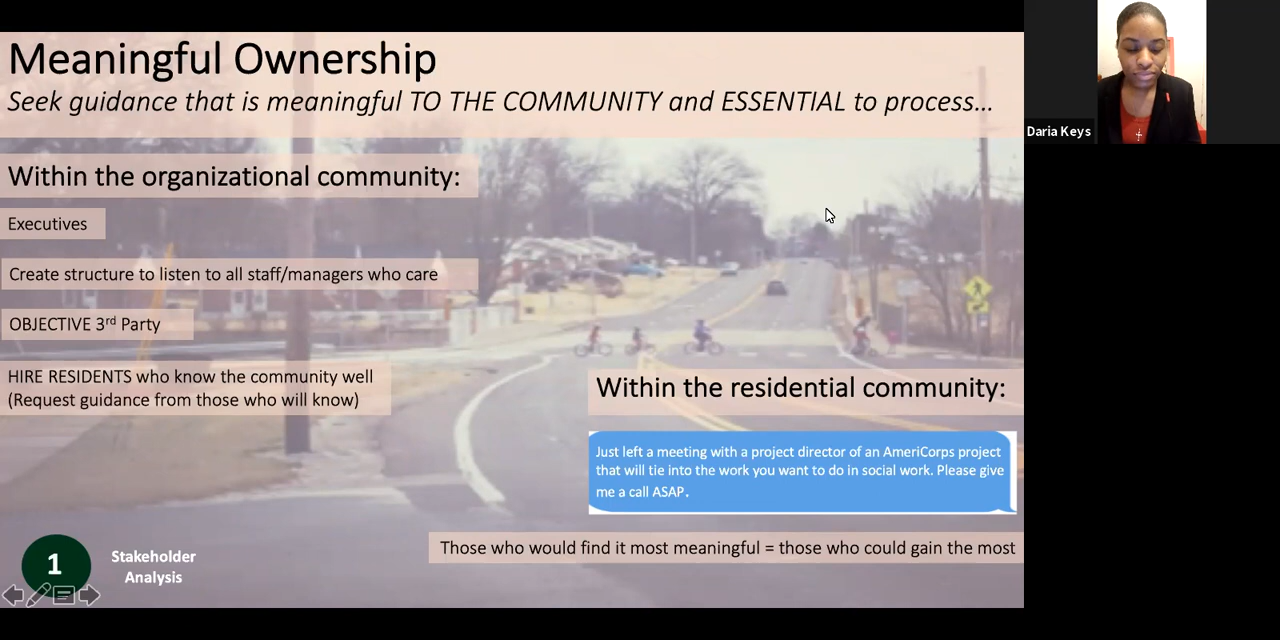 Meaningful Ownership
Seek guidance that is meaningful TO THE COMMUNITY and ESSENTIAL to process...
Daria Keys
Within the organizational community:
Executives
Create structure to listen to all staff/managers who care
OBJECTIVE 3rd Party
HIRE RESIDENTS who know the community well
(Request guidance from those who will know)
Within the residential community:
Just left a meeting with a project director of an AmeriCorps project
that will tie into the work you want to do in social work. Please give
me a call ASAP.
Those who would find it most meaningful = those who could gain the most
1
Stakeholder
Analysis